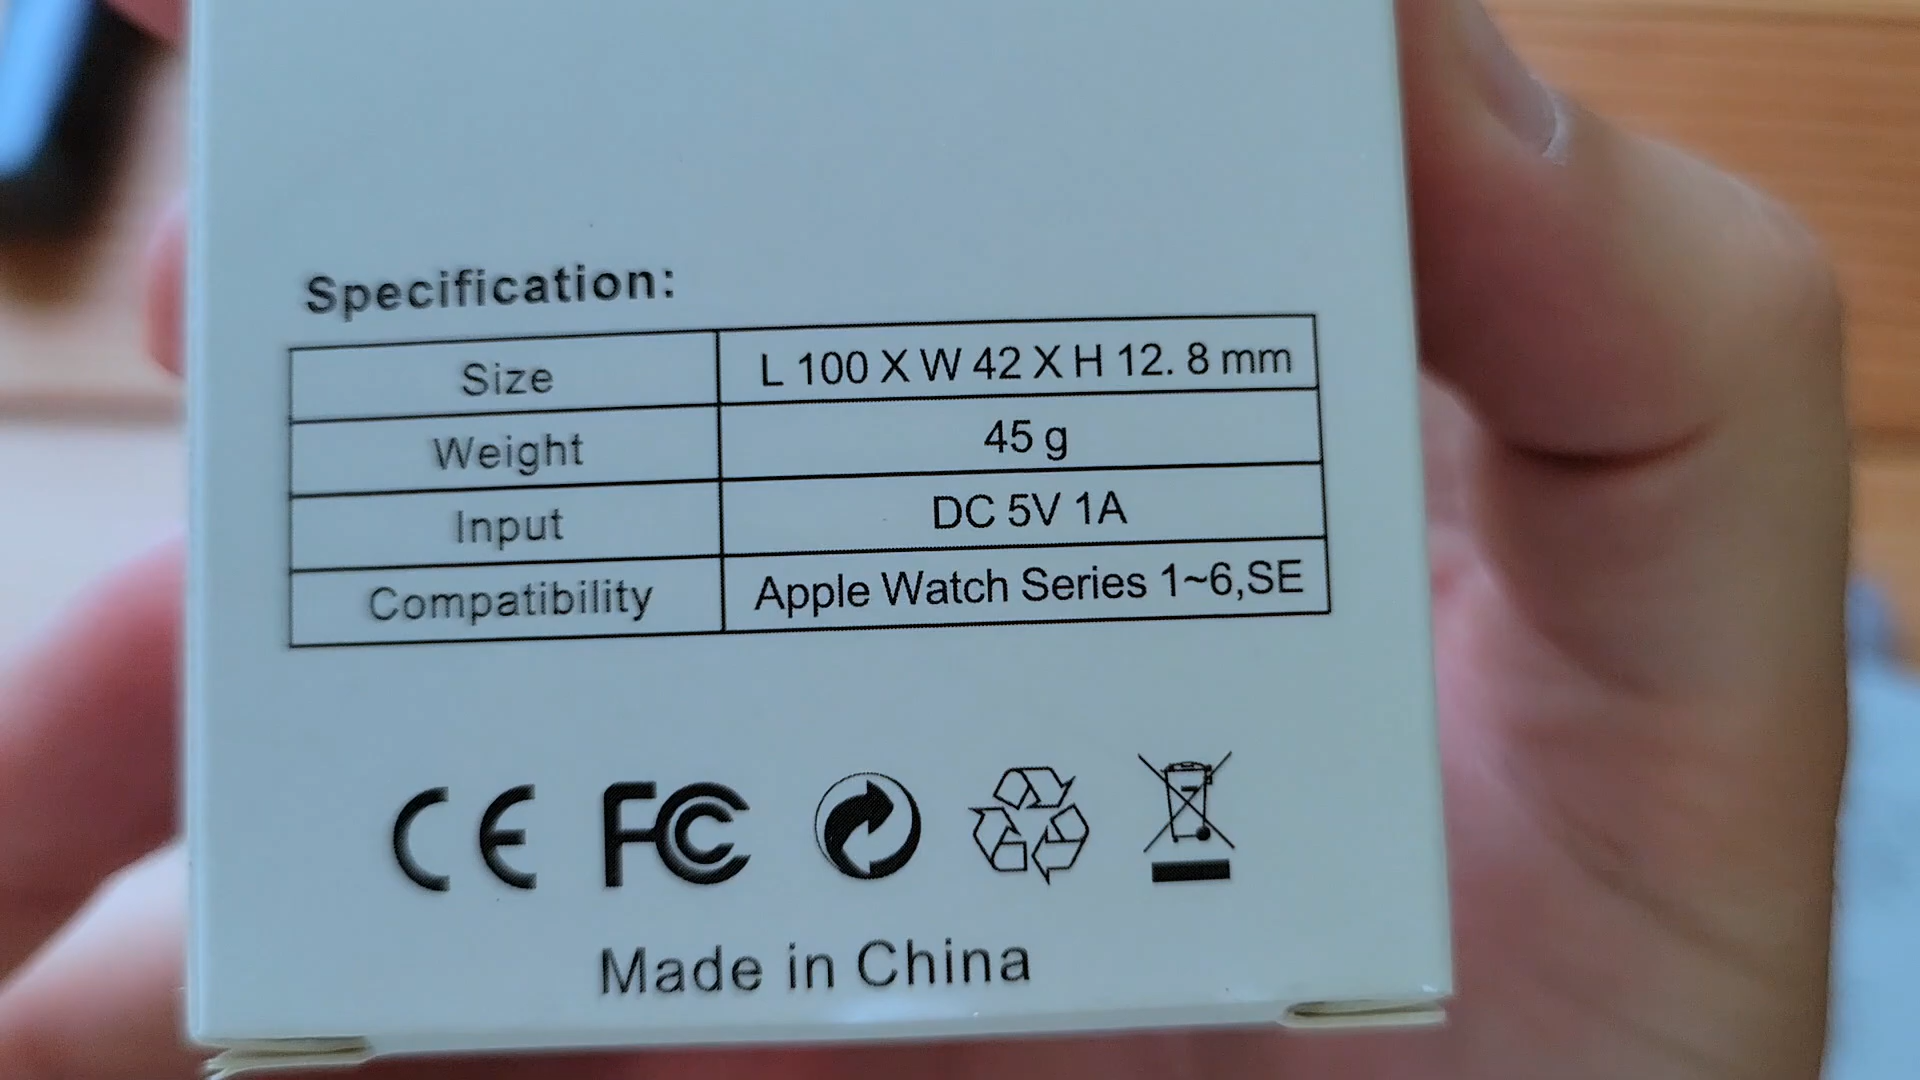 Specification:
Size L 100 X W 42 X H 12. 8 mm
Weight 45 g
Input DC 5V 1A
Compatibility Apple Watch Series 1~6,SE
CE FC
Made in China